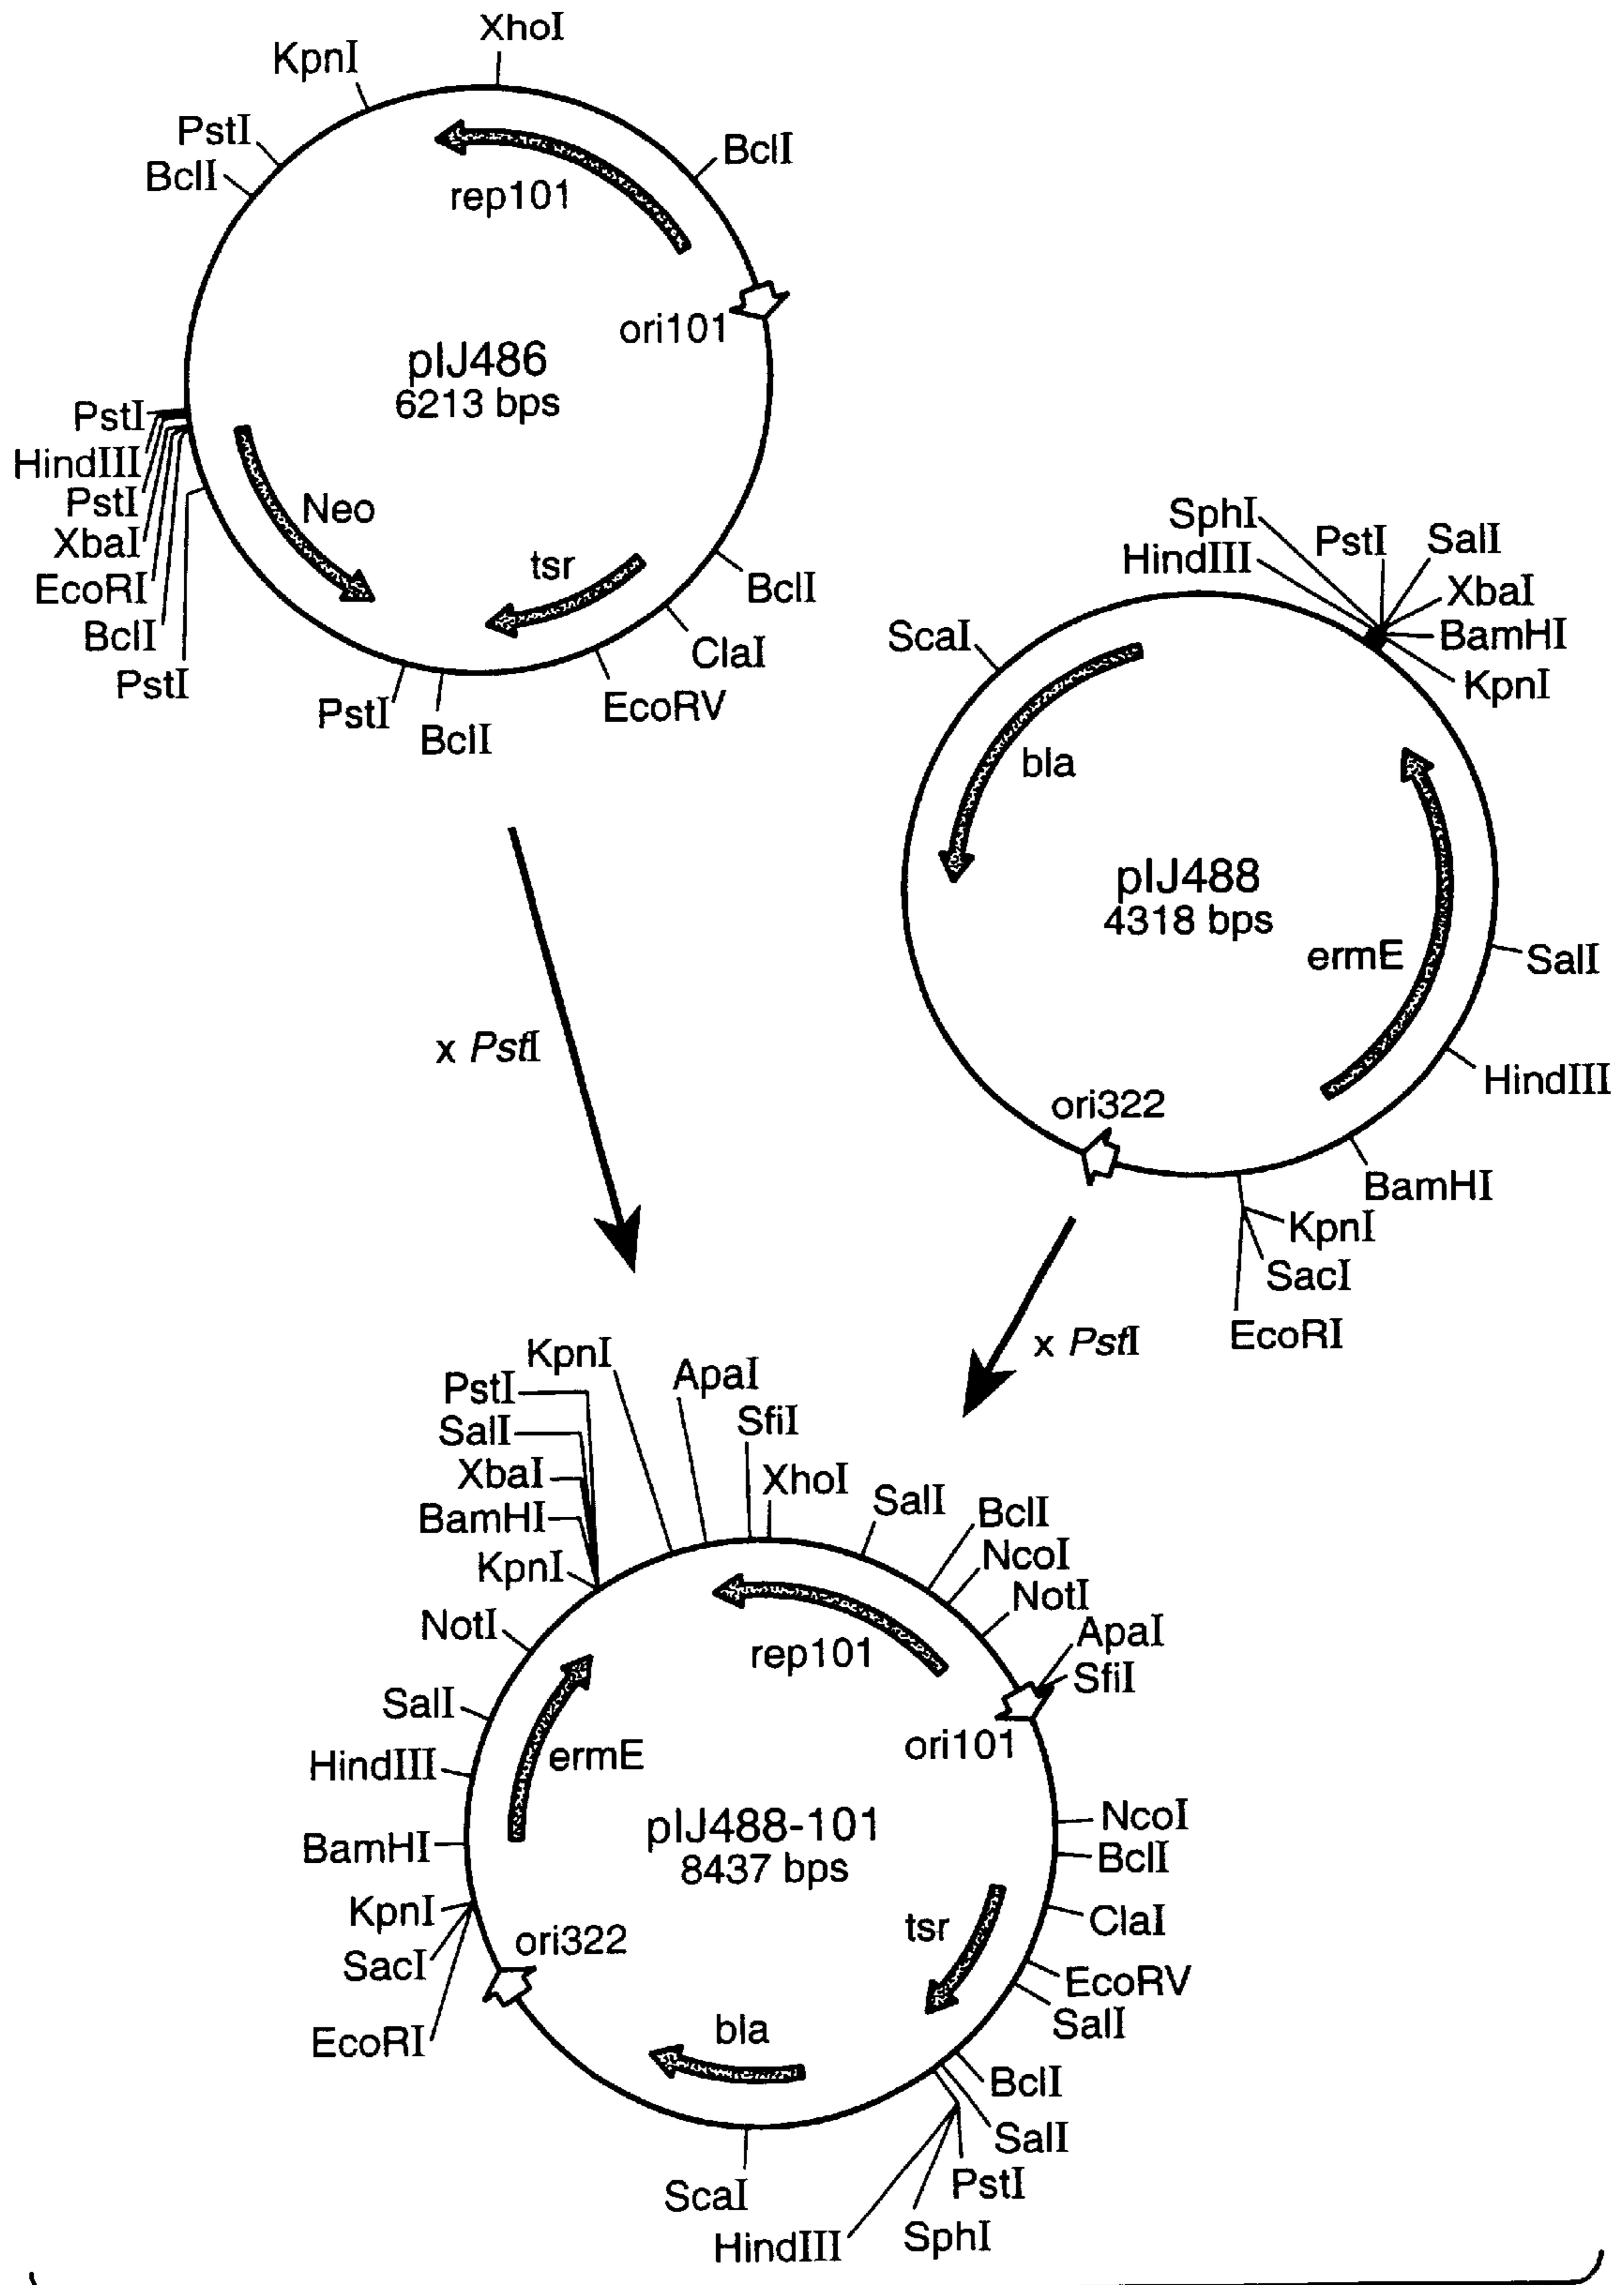 XhoI
KpnI
PstI
BclI
BclI
rep101
ori101
pIJ486
6213 bps
PstI
HindIII
PstI
XbaI
EcoRI
BclI
PstI
Neo
tsr
BclI
ClaI
EcoRV
PstI
BclI
SphI
HindIII
PstI
SalI
XbaI
BamHI
KpnI
ScaI
bla
pIJ488
4318 bps
ermE
SalI
HindIII
ori322
BamHI
KpnI
SacI
EcoRI
x PstI
x PstI
KpnI
PstI
SalI
XbaI
BamHI
KpnI
NotI
SalI
HindIII
BamHI
KpnI
SacI
EcoRI
ApaI
SfiI
XhoI
SalI
BclI
NcoI
NotI
ApaI
SfiI
rep101
ori101
ermE
pIJ488-101
8437 bps
NcoI
BclI
ClaI
EcoRV
SalI
tsr
ori322
bla
BclI
SalI
PstI
SphI
HindIII
ScaI